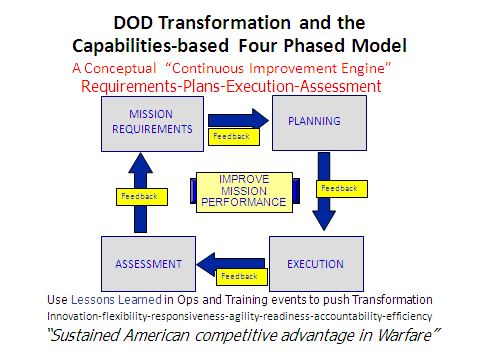 DOD Transformation and the
Capabilities-based Four Phased Model
A Conceptual “Continuous Improvement Engine”
Requirements-Plans-Execution-Assessment
MISSION
REQUIREMENTS
Feedback
PLANNING
Feedback
IMPROVE
MISSION
PERFORMANCE
Feedback
ASSESSMENT
Feedback
EXECUTION
Use Lessons Learned in Ops and Training events to push Transformation
Innovation-flexibility-responsiveness-agility-readiness-accountability-efficiency
“Sustained American competitive advantage in Warfare”